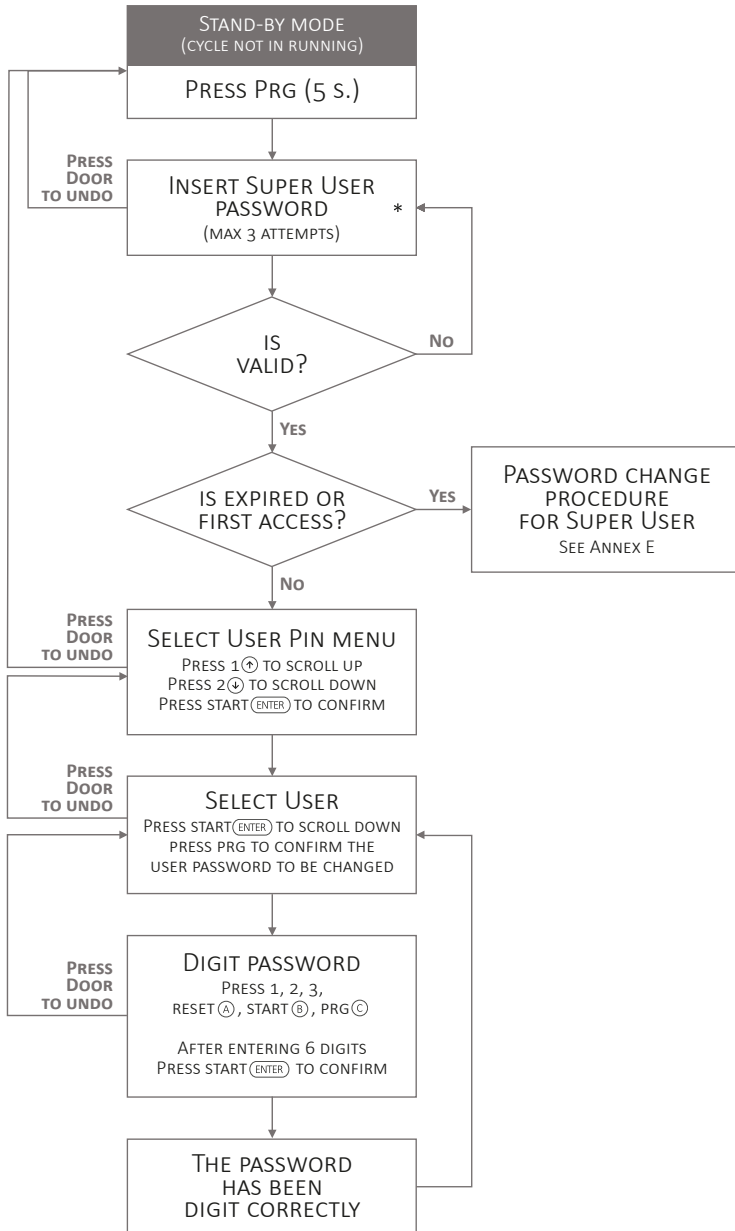 STAND-BY MODE
(CYCLE NOT IN RUNNING)
PRESS PRG (5 S.)
PRESS
DOOR
TO UNDO
INSERT SUPER USER
PASSWORD *
(MAX 3 ATTEMPTS)
IS
VALID?
NO
YES
IS EXPIRED OR
FIRST ACCESS?
YES
PASSWORD CHANGE
PROCEDURE
FOR SUPER USER
SEE ANNEX E
NO
PRESS
DOOR
TO UNDO
SELECT USER PIN MENU
PRESS 1 ↑ TO SCROLL UP
PRESS 2 ↓ TO SCROLL DOWN
PRESS START ENTER TO CONFIRM
PRESS
DOOR
TO UNDO
SELECT USER
PRESS START ENTER TO SCROLL DOWN
PRESS PRG TO CONFIRM THE
USER PASSWORD TO BE CHANGED
PRESS
DOOR
TO UNDO
DIGIT PASSWORD
PRESS 1, 2, 3,
RESET Ⓐ, START Ⓑ, PRG Ⓒ
AFTER ENTERING 6 DIGITS
PRESS START ENTER TO CONFIRM
THE PASSWORD
HAS BEEN
DIGIT CORRECTLY